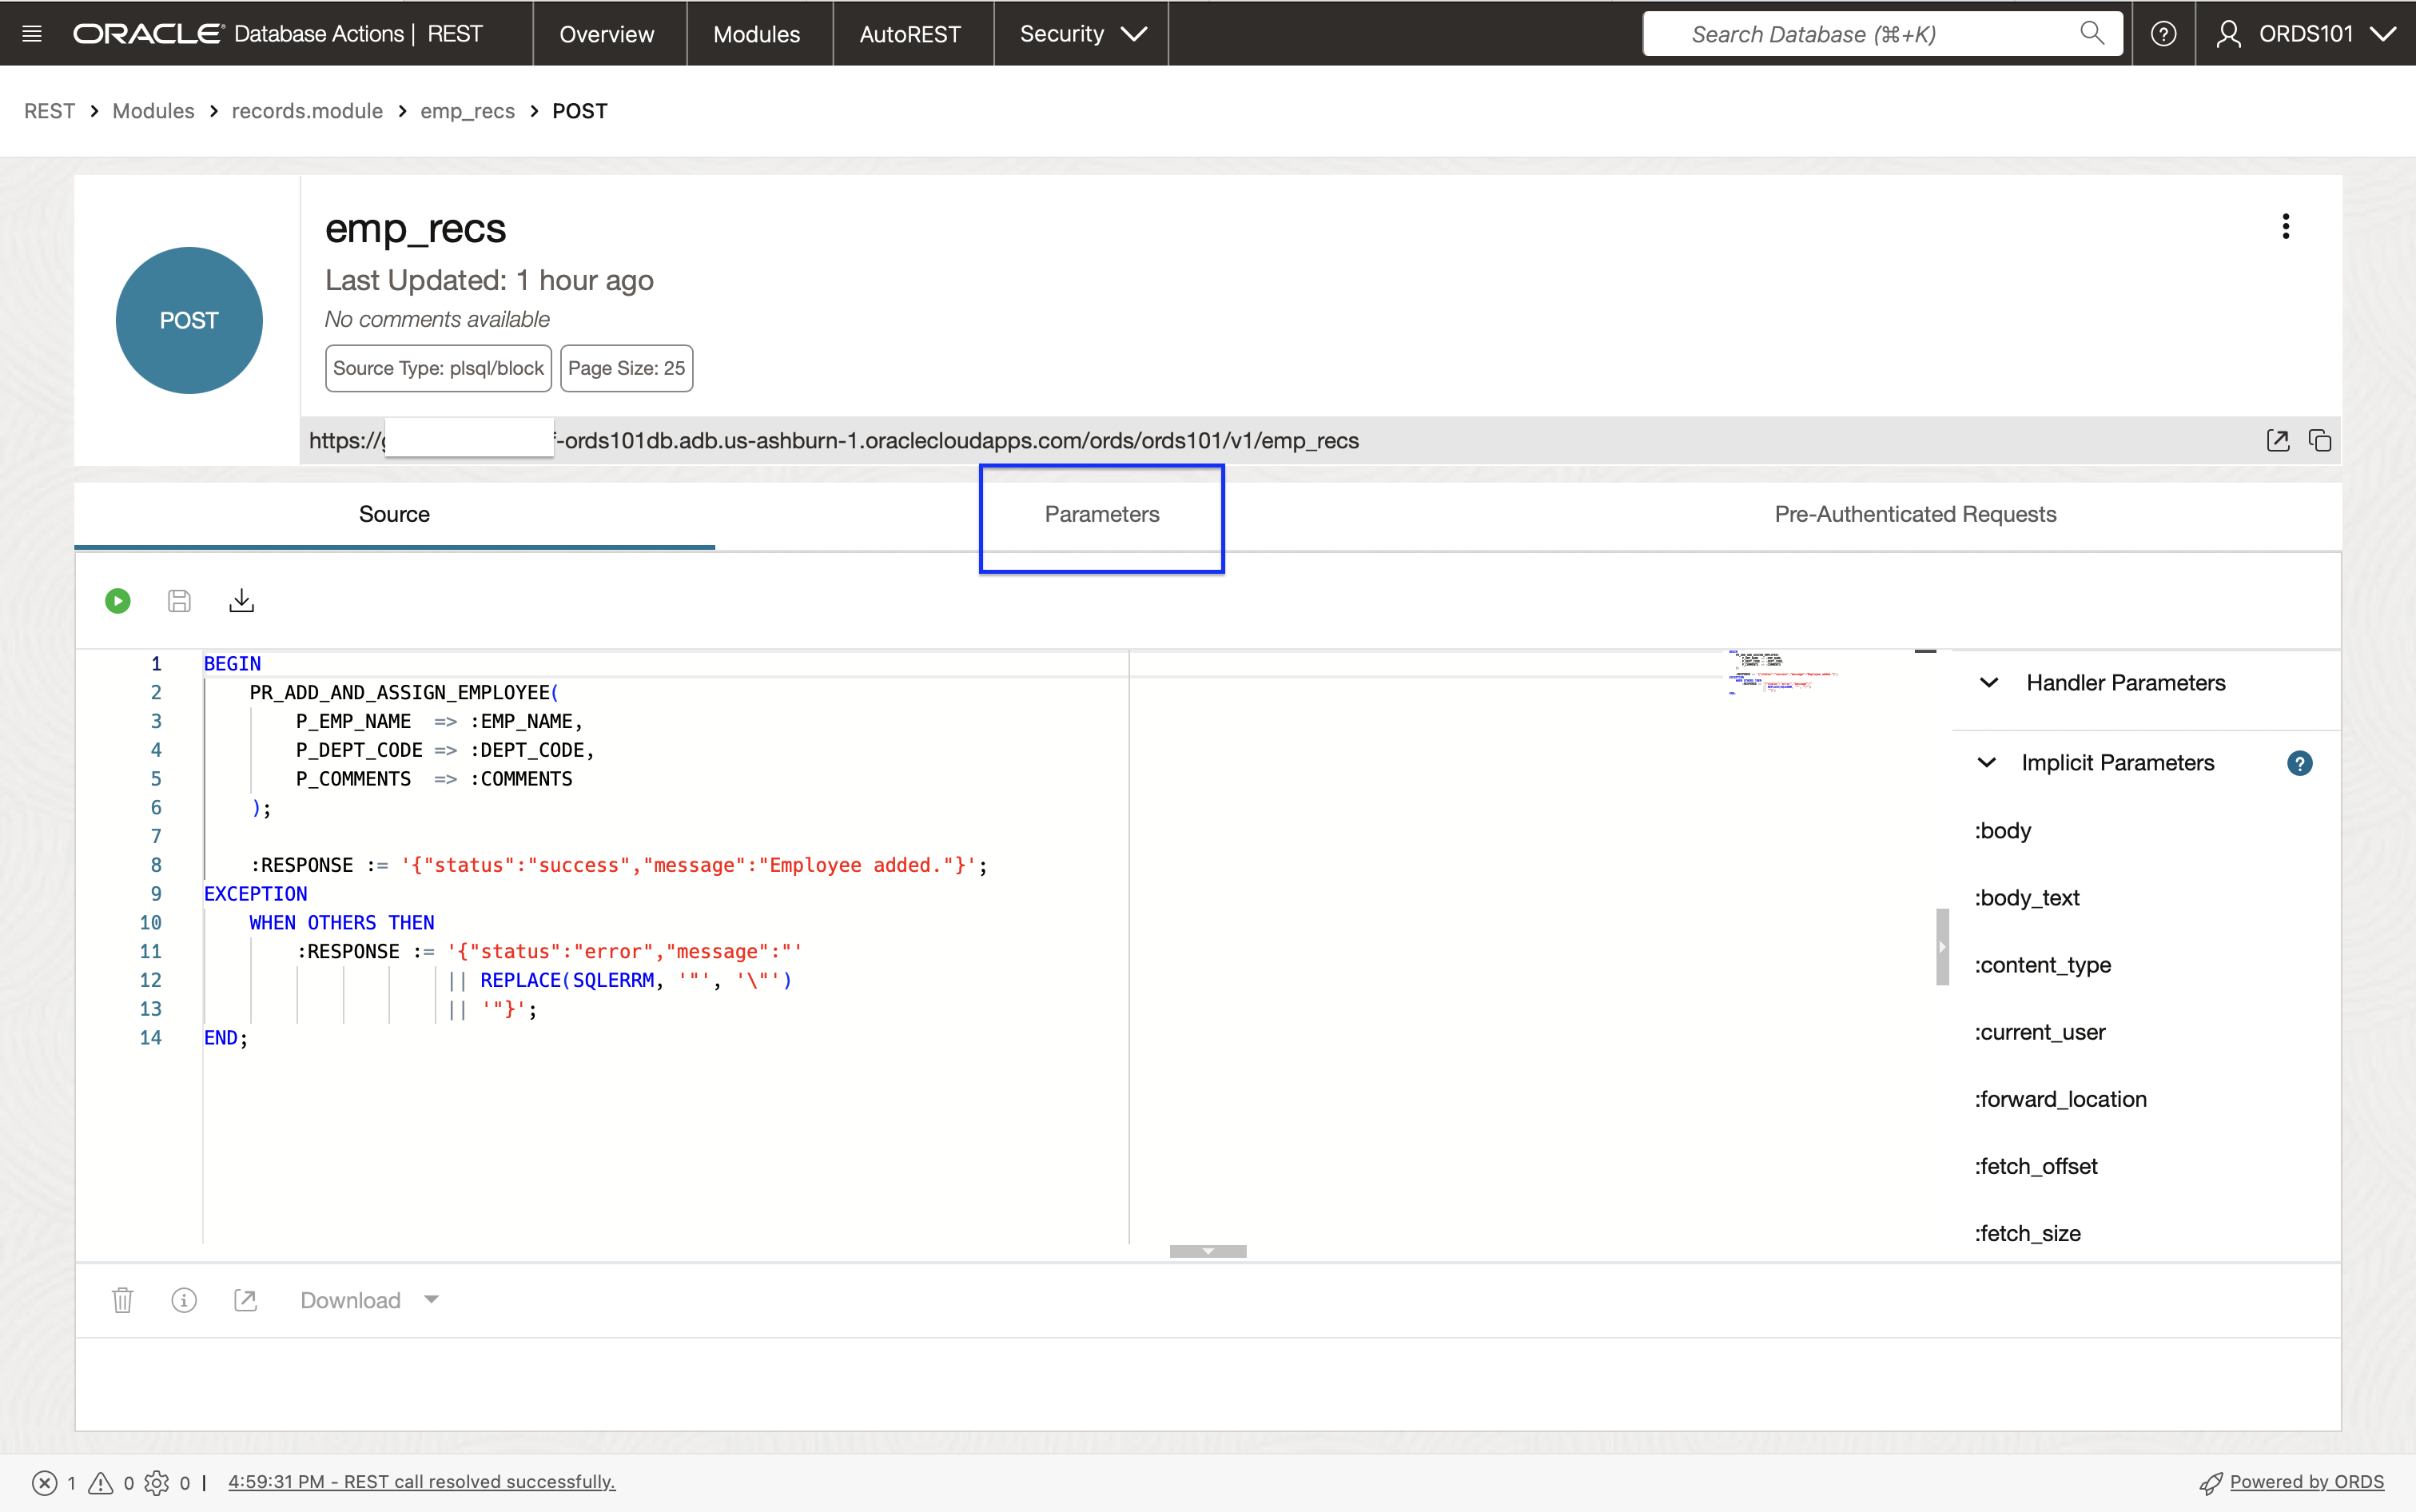 ORACLE Database Actions | REST
Overview
Modules
AutoREST
Security
Search Database (⌘+K)
ORDS101
REST > Modules > records.module > emp_recs > POST
POST
emp_recs
Last Updated: 1 hour ago
No comments available
Source Type: plsql/block
Page Size: 25
https://g -ords101db.adb.us-ashburn-1.oraclecloudapps.com/ords/ords101/v1/emp_recs
Source
Parameters
Pre-Authenticated Requests
1 BEGIN
2 PR_ADD_AND_ASSIGN_EMPLOYEE(
3 P_EMP_NAME => :EMP_NAME,
4 P_DEPT_CODE => :DEPT_CODE,
5 P_COMMENTS => :COMMENTS
6 );
7
8 :RESPONSE := '{"status":"success","message":"Employee added."}';
9 EXCEPTION
10 WHEN OTHERS THEN
11 :RESPONSE := '{"status":"error","message":"'
12 || REPLACE(SQLERRM, '"', '\"')
13 || '"}';
14 END;
Handler Parameters
Implicit Parameters
:body
:body_text
:content_type
:current_user
:forward_location
:fetch_offset
:fetch_size
Download
1 0 0 | 4:59:31 PM - REST call resolved successfully.
Powered by ORDS